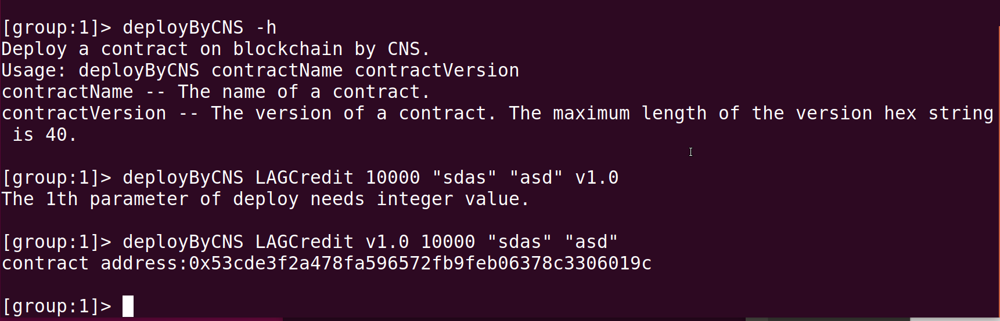 [group:1]> deployByCNS -h
Deploy a contract on blockchain by CNS.
Usage: deployByCNS contractName contractVersion
contractName -- The name of a contract.
contractVersion -- The version of a contract. The maximum length of the version hex string
 is 40.
[group:1]> deployByCNS LAGCredit 10000 "sdas" "asd" v1.0
The 1th parameter of deploy needs integer value.
[group:1]> deployByCNS LAGCredit v1.0 10000 "sdas" "asd"
contract address:0x53cde3f2a478fa596572fb9feb06378c3306019c
[group:1]>